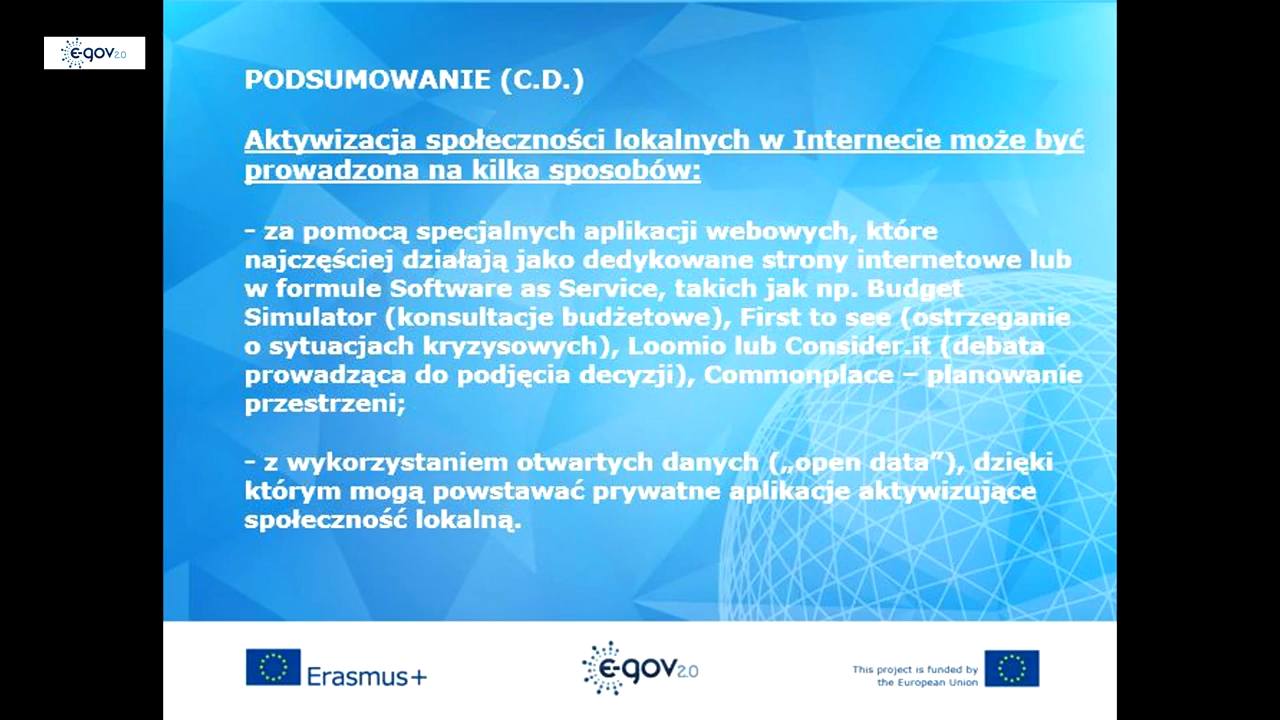 e-gov2.0
PODSUMOWANIE (C.D.)
Aktywizacja społeczności lokalnych w Internecie może być
prowadzona na kilka sposobów:
- za pomocą specjalnych aplikacji webowych, które
najczęściej działają jako dedykowane strony internetowe lub
w formule Software as Service, takich jak np. Budget
Simulator (konsultacje budżetowe), First to see (ostrzeganie
o sytuacjach kryzysowych), Loomio lub Consider.it (debata
prowadząca do podjęcia decyzji), Commonplace – planowanie
przestrzeni;
- z wykorzystaniem otwartych danych („open data”), dzięki
którym mogą powstawać prywatne aplikacje aktywizujące
społeczność lokalną.
Erasmus+
e-gov2.0
This project is funded by
the European Union